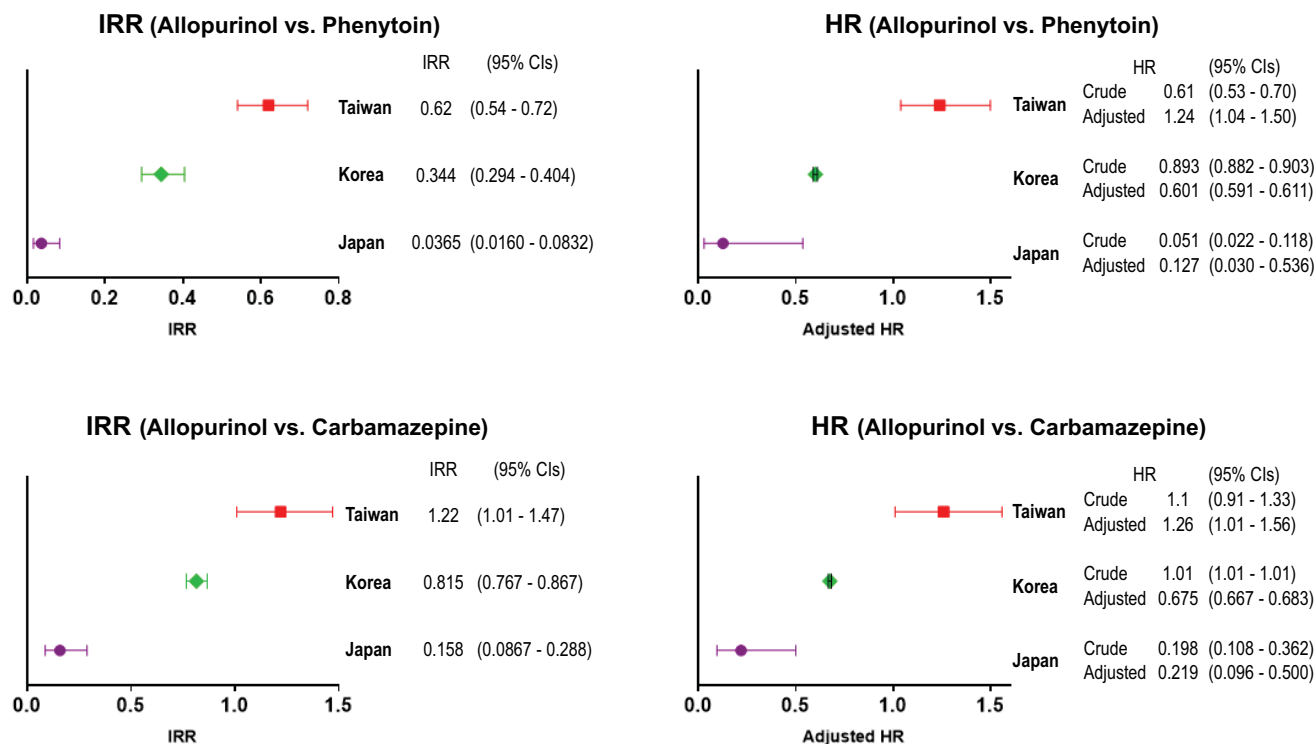 IRR (Allopurinol vs. Phenytoin)
IRR (95% CIs)
Taiwan 0.62 (0.54 - 0.72)
Korea 0.344 (0.294 - 0.404)
Japan 0.0365 (0.0160 - 0.0832)
0.0 0.2 0.4 0.6 0.8
IRR
HR (Allopurinol vs. Phenytoin)
HR (95% CIs)
Taiwan
Crude 0.61 (0.53 - 0.70)
Adjusted 1.24 (1.04 - 1.50)
Korea
Crude 0.893 (0.882 - 0.903)
Adjusted 0.601 (0.591 - 0.611)
Japan
Crude 0.051 (0.022 - 0.118)
Adjusted 0.127 (0.030 - 0.536)
0.0 0.5 1.0 1.5
Adjusted HR
IRR (Allopurinol vs. Carbamazepine)
IRR (95% CIs)
Taiwan 1.22 (1.01 - 1.47)
Korea 0.815 (0.767 - 0.867)
Japan 0.158 (0.0867 - 0.288)
0.0 0.5 1.0 1.5
IRR
HR (Allopurinol vs. Carbamazepine)
HR (95% CIs)
Taiwan
Crude 1.1 (0.91 - 1.33)
Adjusted 1.26 (1.01 - 1.56)
Korea
Crude 1.01 (1.01 - 1.01)
Adjusted 0.675 (0.667 - 0.683)
Japan
Crude 0.198 (0.108 - 0.362)
Adjusted 0.219 (0.096 - 0.500)
0.0 0.5 1.0 1.5
Adjusted HR